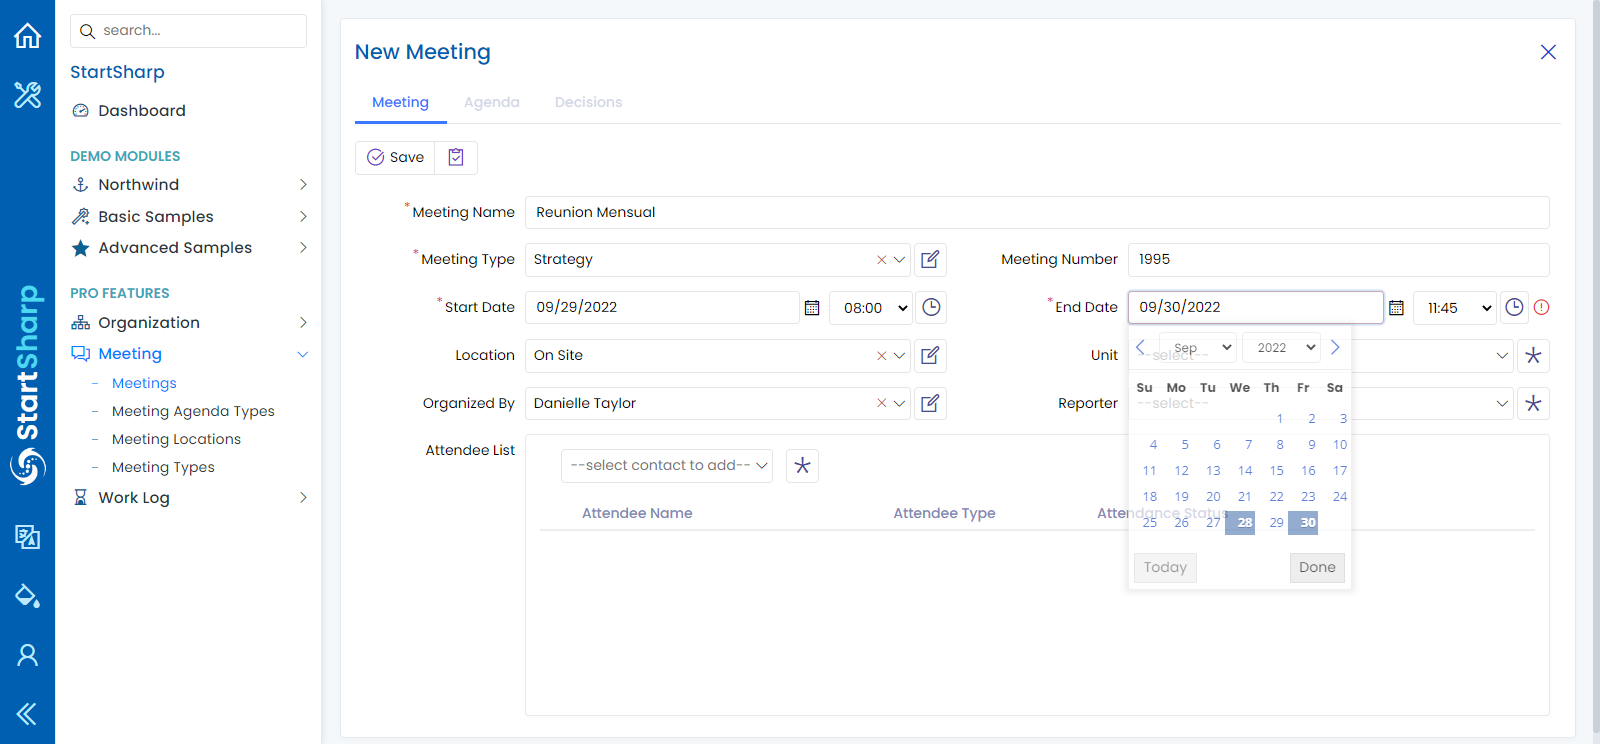 search...
StartSharp
Dashboard
DEMO MODULES
Northwind
Basic Samples
Advanced Samples
PRO FEATURES
Organization
Meeting
- Meetings
- Meeting Agenda Types
- Meeting Locations
- Meeting Types
Work Log
StartSharp
New Meeting
Meeting Agenda Decisions
Save
*Meeting Name Reunion Mensual
*Meeting Type Strategy Meeting Number 1995
*Start Date 09/29/2022 08:00 *End Date 09/30/2022 11:45
Location On Site Unit --select--
Organized By Danielle Taylor Reporter --select--
Attendee List --select contact to add--
Attendee Name Attendee Type Attendance Status
Sep 2022
Su Mo Tu We Th Fr Sa
1 2 3
4 5 6 7 8 9 10
11 12 13 14 15 16 17
18 19 20 21 22 23 24
25 26 27 28 29 30
Today Done